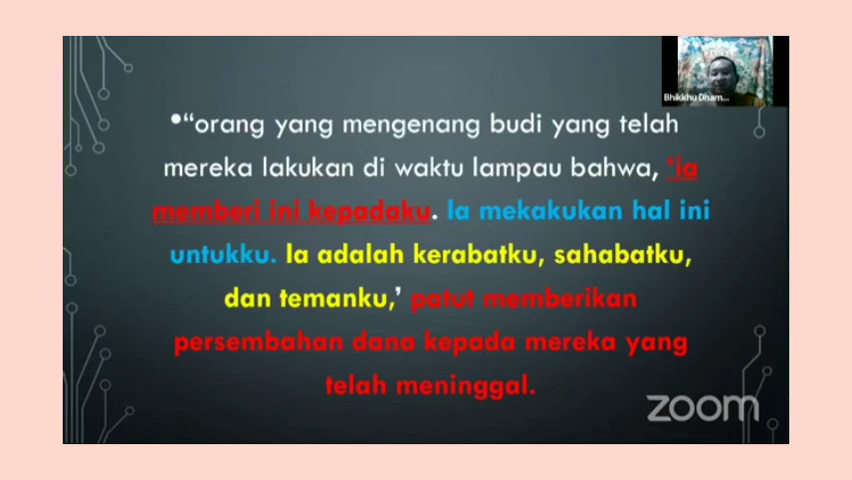 Bhikkhu Dham...
•“orang yang mengenang budi yang telah
mereka lakukan di waktu lampau bahwa, ‘ia
memberi ini kepadaku. Ia mekakukan hal ini
untukku. Ia adalah kerabatku, sahabatku,
dan temanku,’ patut memberikan
persembahan dana kepada mereka yang
telah meninggal.
zoom